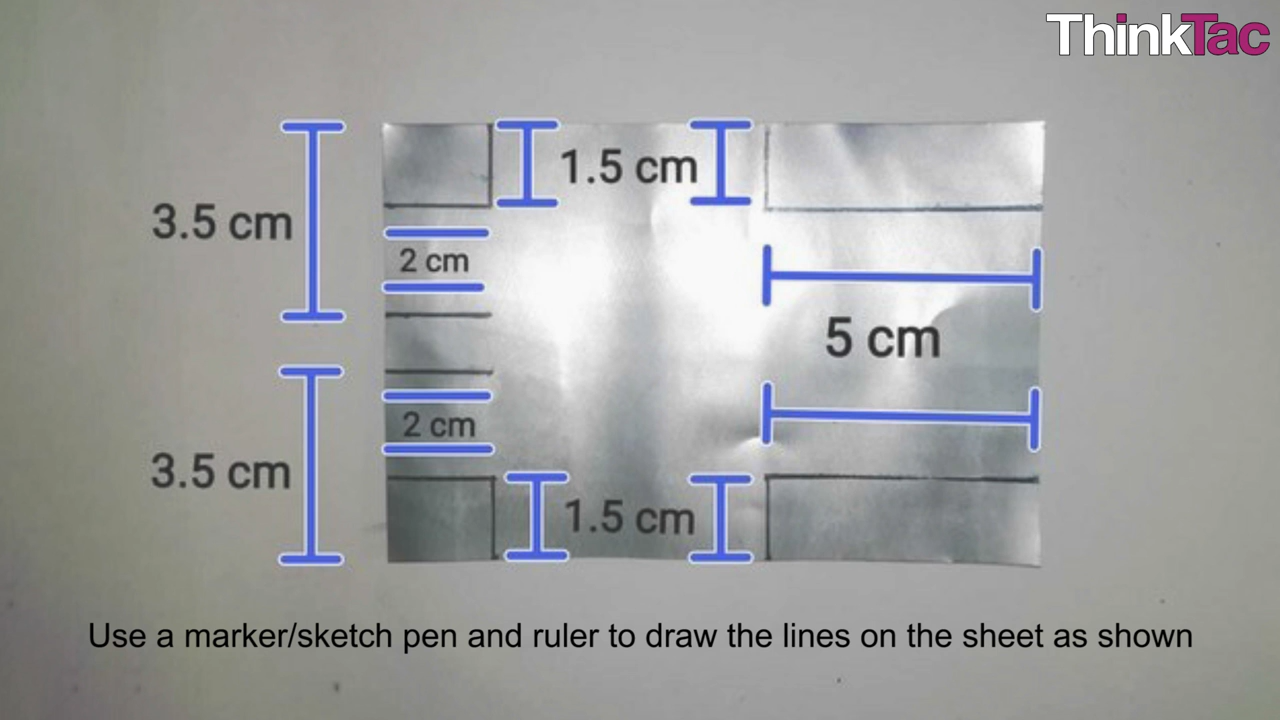 ThinkTac
1.5 cm
3.5 cm
2 cm
5 cm
2 cm
3.5 cm
1.5 cm
Use a marker/sketch pen and ruler to draw the lines on the sheet as shown